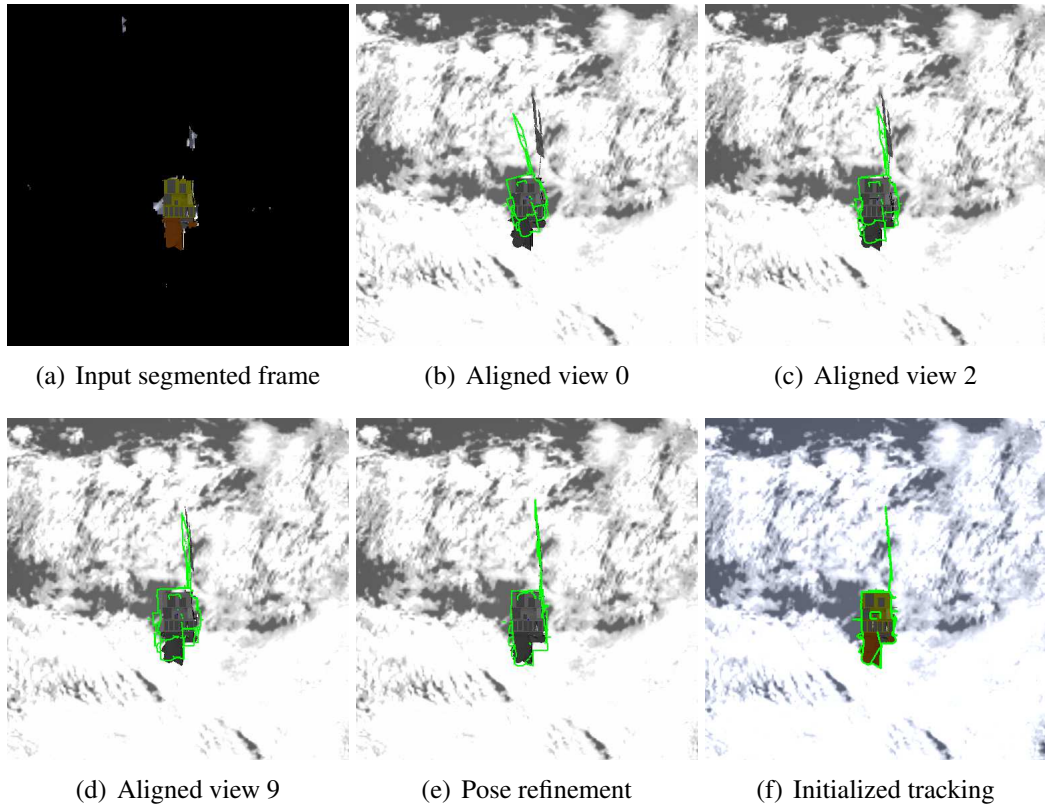 (a) Input segmented frame
(b) Aligned view 0
(c) Aligned view 2
(d) Aligned view 9
(e) Pose refinement
(f) Initialized tracking